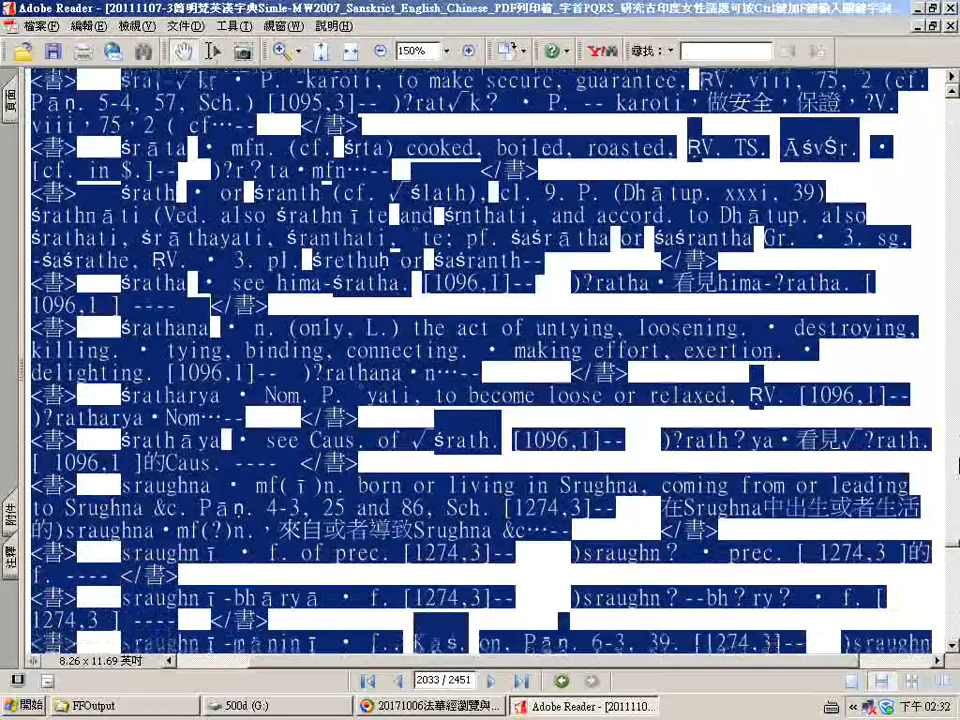 Adobe Reader - [20111107-3簡明梵英漢字典Simle-MW2007_Sanskrict_English_Chinese_PDF列印檔_字首PQRS_研究古印度女性議題可按Ctrl鍵加F鍵輸入關鍵字詞
檔案(F) 編輯(E) 檢視(V) 文件(D) 工具(T) 視窗(W) 說明(H)
150% Y! 尋找:
頁面
<書> śrat√kṛ • P. -karoti, to make secure, guarantee, RV. viii, 75, 2 (cf.
Pāṇ. 5-4, 57, Sch.) [1095,3]-- )?rat√k? • P. -- karoti，做安全，保證，?V.
viii，75，2 ( cf…-- </書>
<書> śrāta • mfn. (cf. śṛta) cooked, boiled, roasted, RV. TS. ĀśvŚr. •
[cf. in $.]-- )?r?ta•mfn…-- </書>
<書> śrath • or śranth (cf. √ślath), cl. 9. P. (Dhātup. xxxi, 39)
śrathnāti (Ved. also śrathnīte and śṛnthati, and accord. to Dhātup. also
śrathati, śrāthayati, śranthati, °te; pf. śaśrātha or śaśrantha Gr. • 3. sg.
-śaśrathe, RV. • 3. pl. śrethuḥ or śaśranth-- </書>
<書> śratha • see hima-śratha. [1096,1]-- )?ratha•看見hima-?ratha. [
1096,1 ] ---- </書>
<書> śrathana • n. (only, L.) the act of untying, loosening. • destroying,
killing. • tying, binding, connecting. • making effort, exertion. •
delighting. [1096,1]-- )?rathana•n…-- </書>
<書> śratharya • Nom. P. °yati, to become loose or relaxed, RV. [1096,1]--
)?ratharya•Nom…-- </書>
<書> śrathāya • see Caus. of √śrath. [1096,1]-- )?rath?ya•看見√?rath.
[ 1096,1 ]的Caus. ---- </書>
<書> sraughna • mf(ī)n. born or living in Srughna, coming from or leading
to Srughna &c. Pāṇ. 4-3, 25 and 86, Sch. [1274,3]-- 在Srughna中出生或者生活
的)sraughna•mf(?)n, 來自或者導致Srughna &c…-- </書>
<書> sraughnī • f. of prec. [1274,3]-- )sraughn? • prec. [ 1274,3 ]的
f. ---- </書>
<書> sraughnī-bhāryā • f. [1274,3]-- )sraughn?--bh?ry? • f. [
1274,3 ] ---- </書>
<書> sraughnī-māninī • f. Kāś. on. Pāṇ. 6-3, 39. [1274,3]-- )sraughn
附件
注釋
8.26 x 11.69 英吋
2033 / 2451
開始 FFOutput 500d (G:) 20171006法華經瀏覽與... Adobe Reader - [2011110... « 下午 02:32